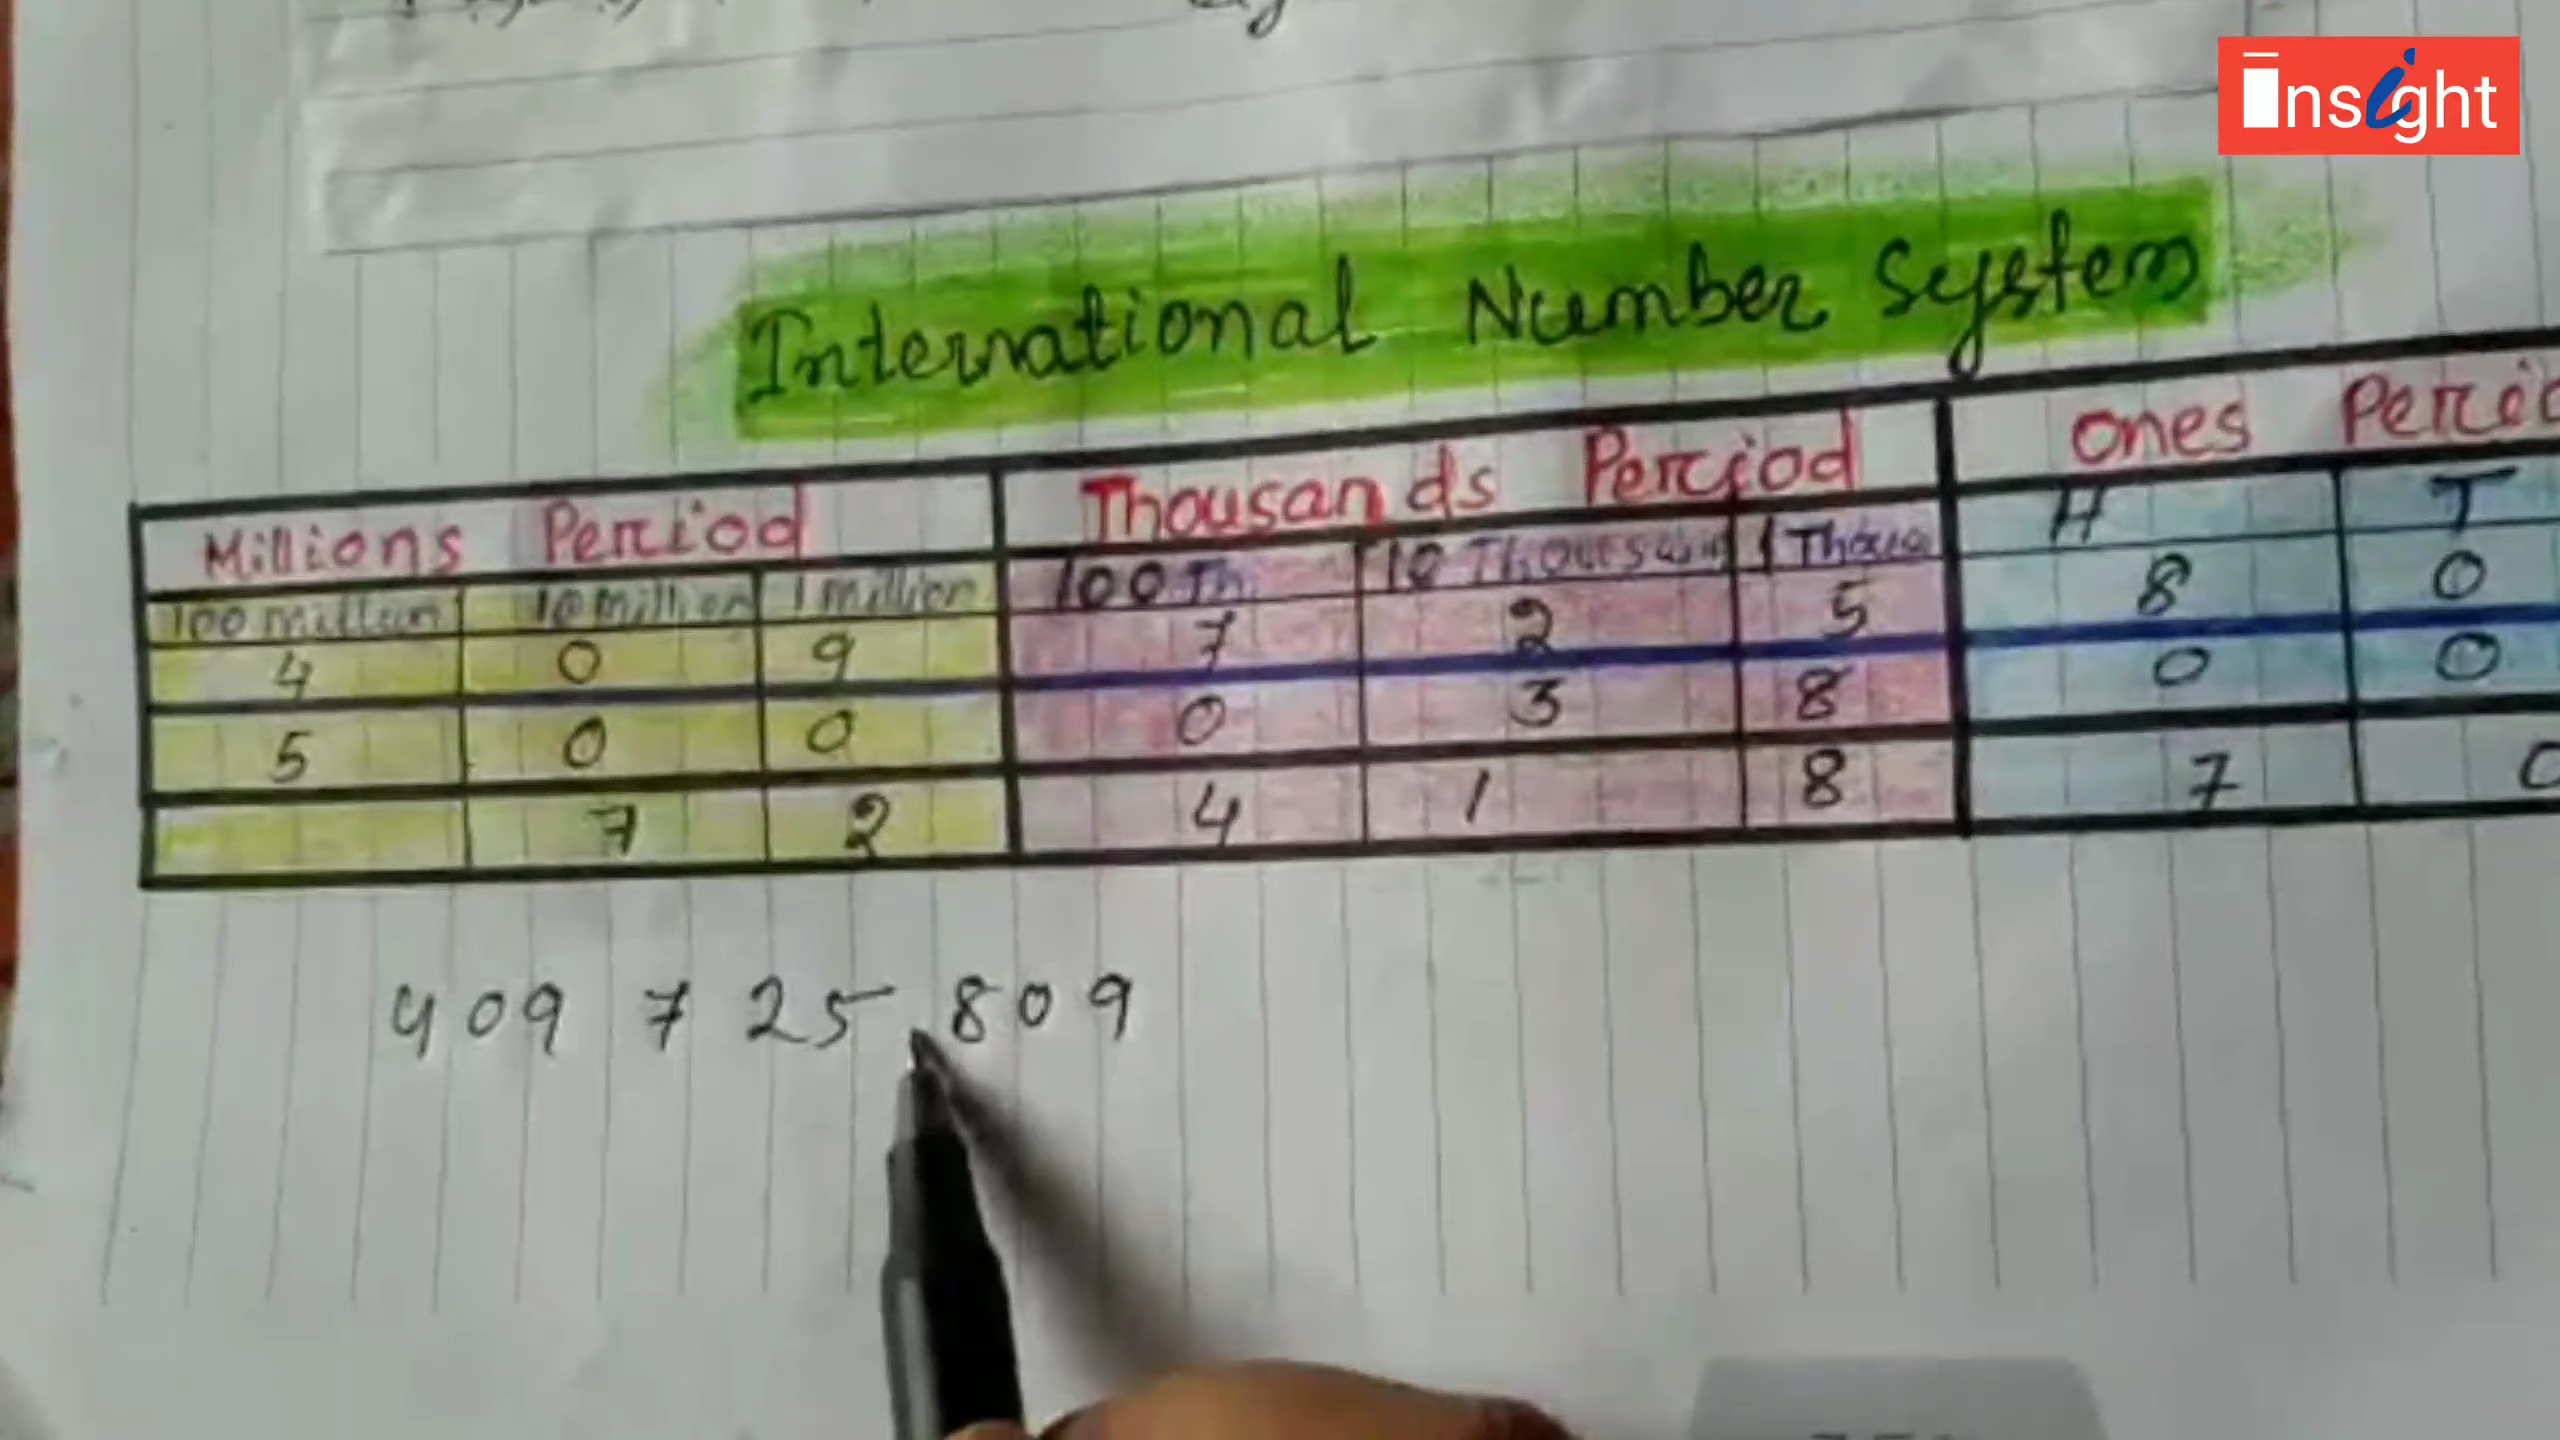 Insight
International Number System
Millions Period Thousands Period Ones
100 million 10 million 1 million 100 Th. 10 Thousand 1 H T
4 0 9 7 2 5 8 0
5 0 0 0 3 8 0 0
7 2 4 1 8 7 0
409 725 809